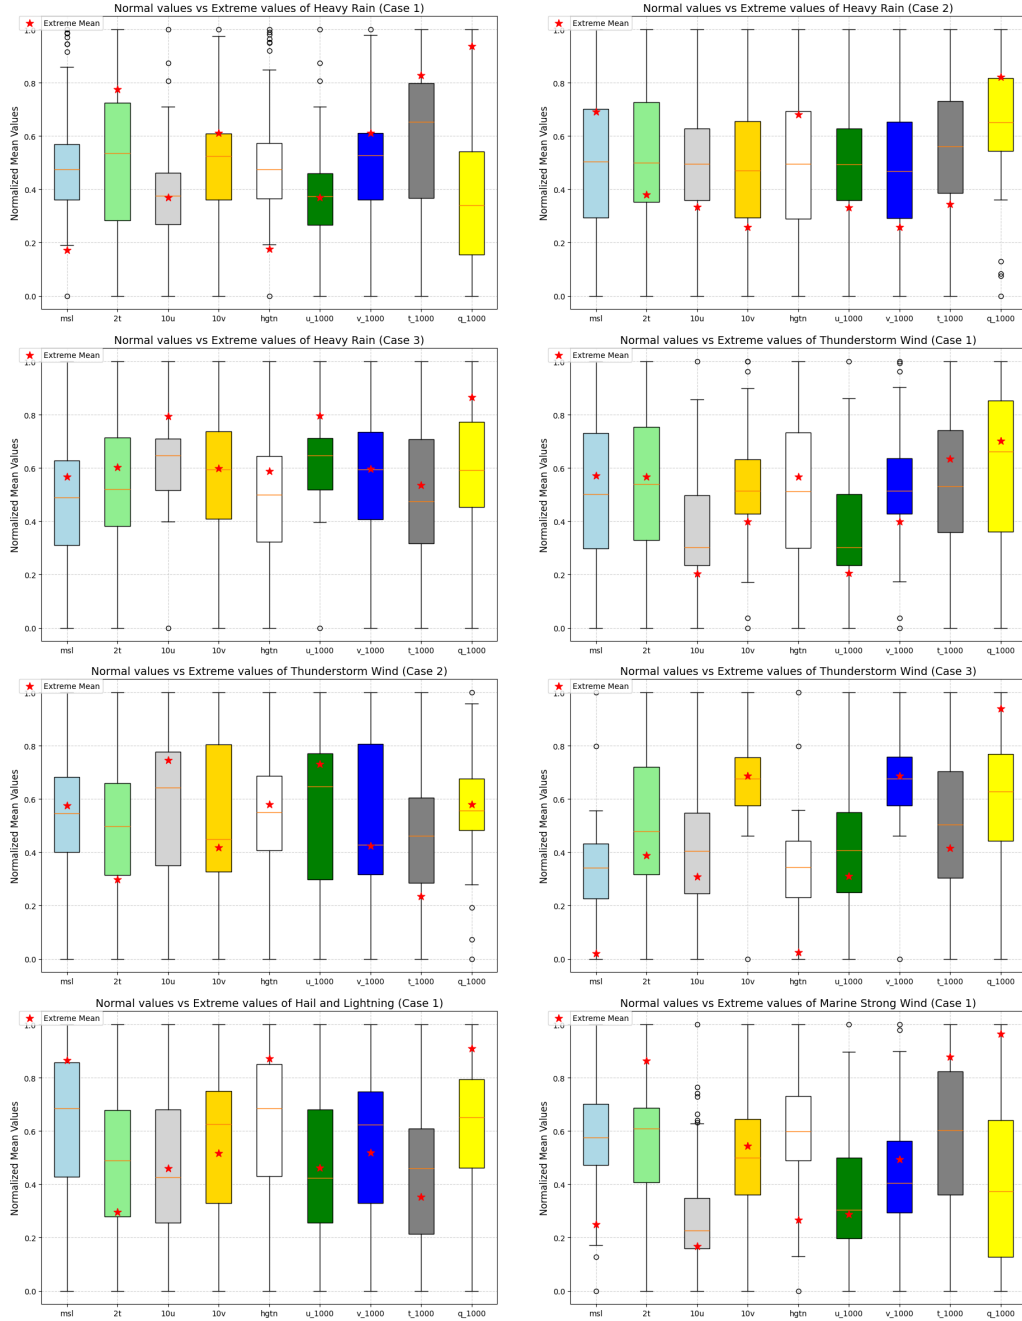 Normal values vs Extreme values of Heavy Rain (Case 1)
Extreme Mean
1.0
0.8
0.6
0.4
0.2
0.0
Normalized Mean Values
msl 2t 10u 10v hgtn u_1000 v_1000 t_1000 q_1000
Normal values vs Extreme values of Heavy Rain (Case 2)
Extreme Mean
1.0
0.8
0.6
0.4
0.2
0.0
Normalized Mean Values
msl 2t 10u 10v hgtn u_1000 v_1000 t_1000 q_1000
Normal values vs Extreme values of Heavy Rain (Case 3)
Extreme Mean
1.0
0.8
0.6
0.4
0.2
0.0
Normalized Mean Values
msl 2t 10u 10v hgtn u_1000 v_1000 t_1000 q_1000
Normal values vs Extreme values of Thunderstorm Wind (Case 1)
Extreme Mean
1.0
0.8
0.6
0.4
0.2
0.0
Normalized Mean Values
msl 2t 10u 10v hgtn u_1000 v_1000 t_1000 q_1000
Normal values vs Extreme values of Thunderstorm Wind (Case 2)
Extreme Mean
1.0
0.8
0.6
0.4
0.2
0.0
Normalized Mean Values
msl 2t 10u 10v hgtn u_1000 v_1000 t_1000 q_1000
Normal values vs Extreme values of Thunderstorm Wind (Case 3)
Extreme Mean
1.0
0.8
0.6
0.4
0.2
0.0
Normalized Mean Values
msl 2t 10u 10v hgtn u_1000 v_1000 t_1000 q_1000
Normal values vs Extreme values of Hail and Lightning (Case 1)
Extreme Mean
1.0
0.8
0.6
0.4
0.2
0.0
Normalized Mean Values
msl 2t 10u 10v hgtn u_1000 v_1000 t_1000 q_1000
Normal values vs Extreme values of Marine Strong Wind (Case 1)
Extreme Mean
1.0
0.8
0.6
0.4
0.2
0.0
Normalized Mean Values
msl 2t 10u 10v hgtn u_1000 v_1000 t_1000 q_1000